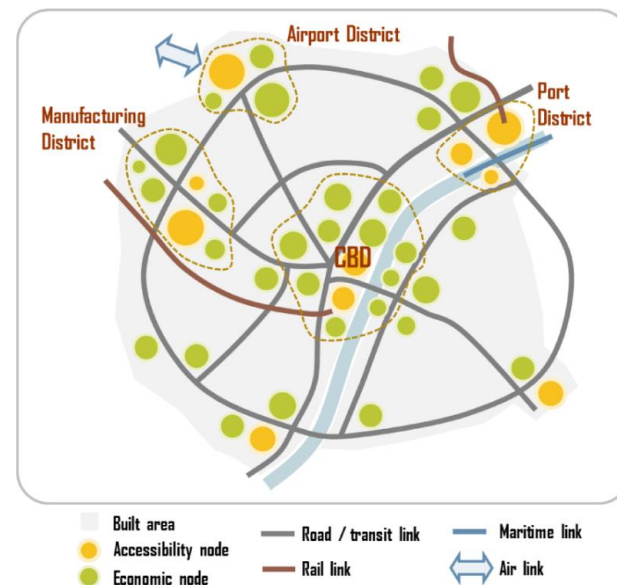 Airport District
Manufacturing
District
Port
District
CBD
Built area
Accessibility node
Economic node
Road / transit link
Rail link
Maritime link
Air link